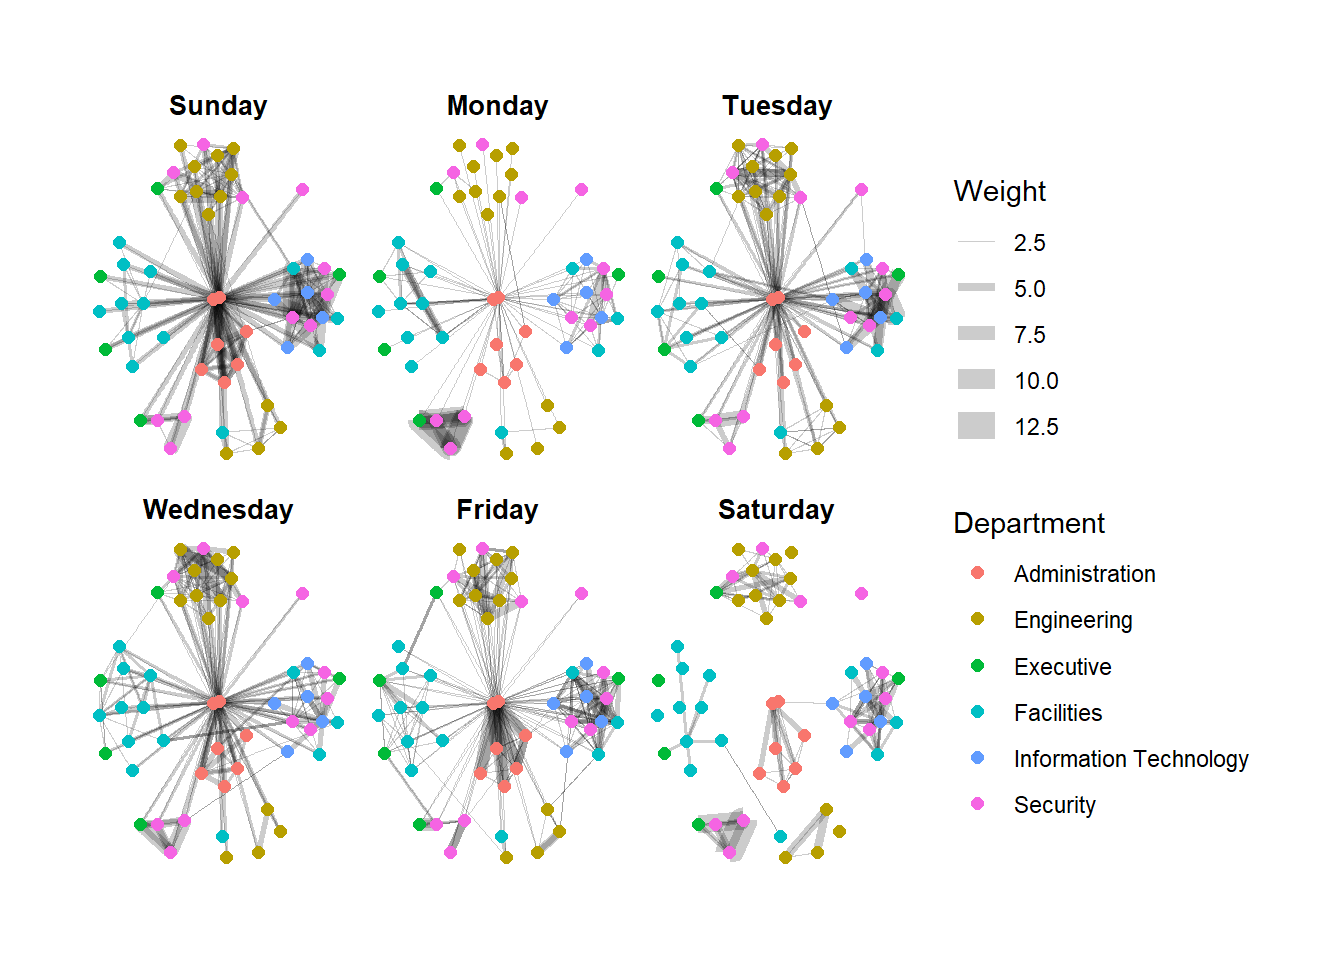 Sunday
Monday
Tuesday
Wednesday
Friday
Saturday
Weight
2.5
5.0
7.5
10.0
12.5
Department
Administration
Engineering
Executive
Facilities
Information Technology
Security